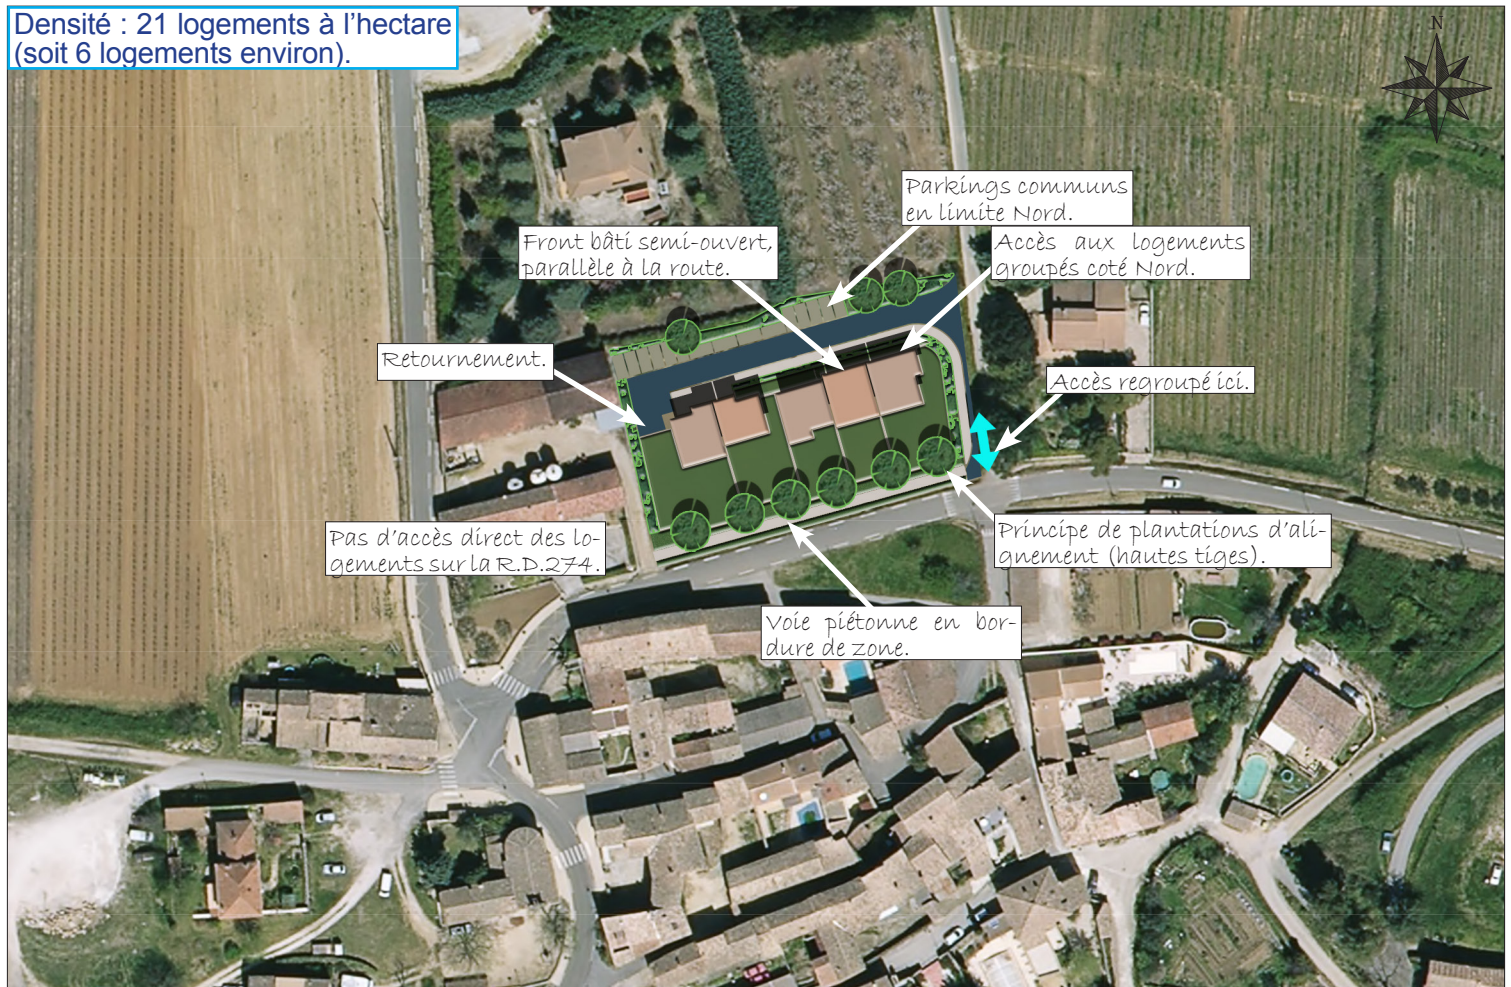 Densité : 21 logements à l'hectare
(soit 6 logements environ).
N
Parkings communs
en limite Nord.
Front bâti semi-ouvert,
parallèle à la route.
Accès aux logements
groupés coté Nord.
Retournement.
Accès regroupé ici.
Pas d'accès direct des lo-
gements sur la R.D.274.
Principe de plantations d'ali-
gnement (hautes tiges).
Voie piétonne en bor-
dure de zone.